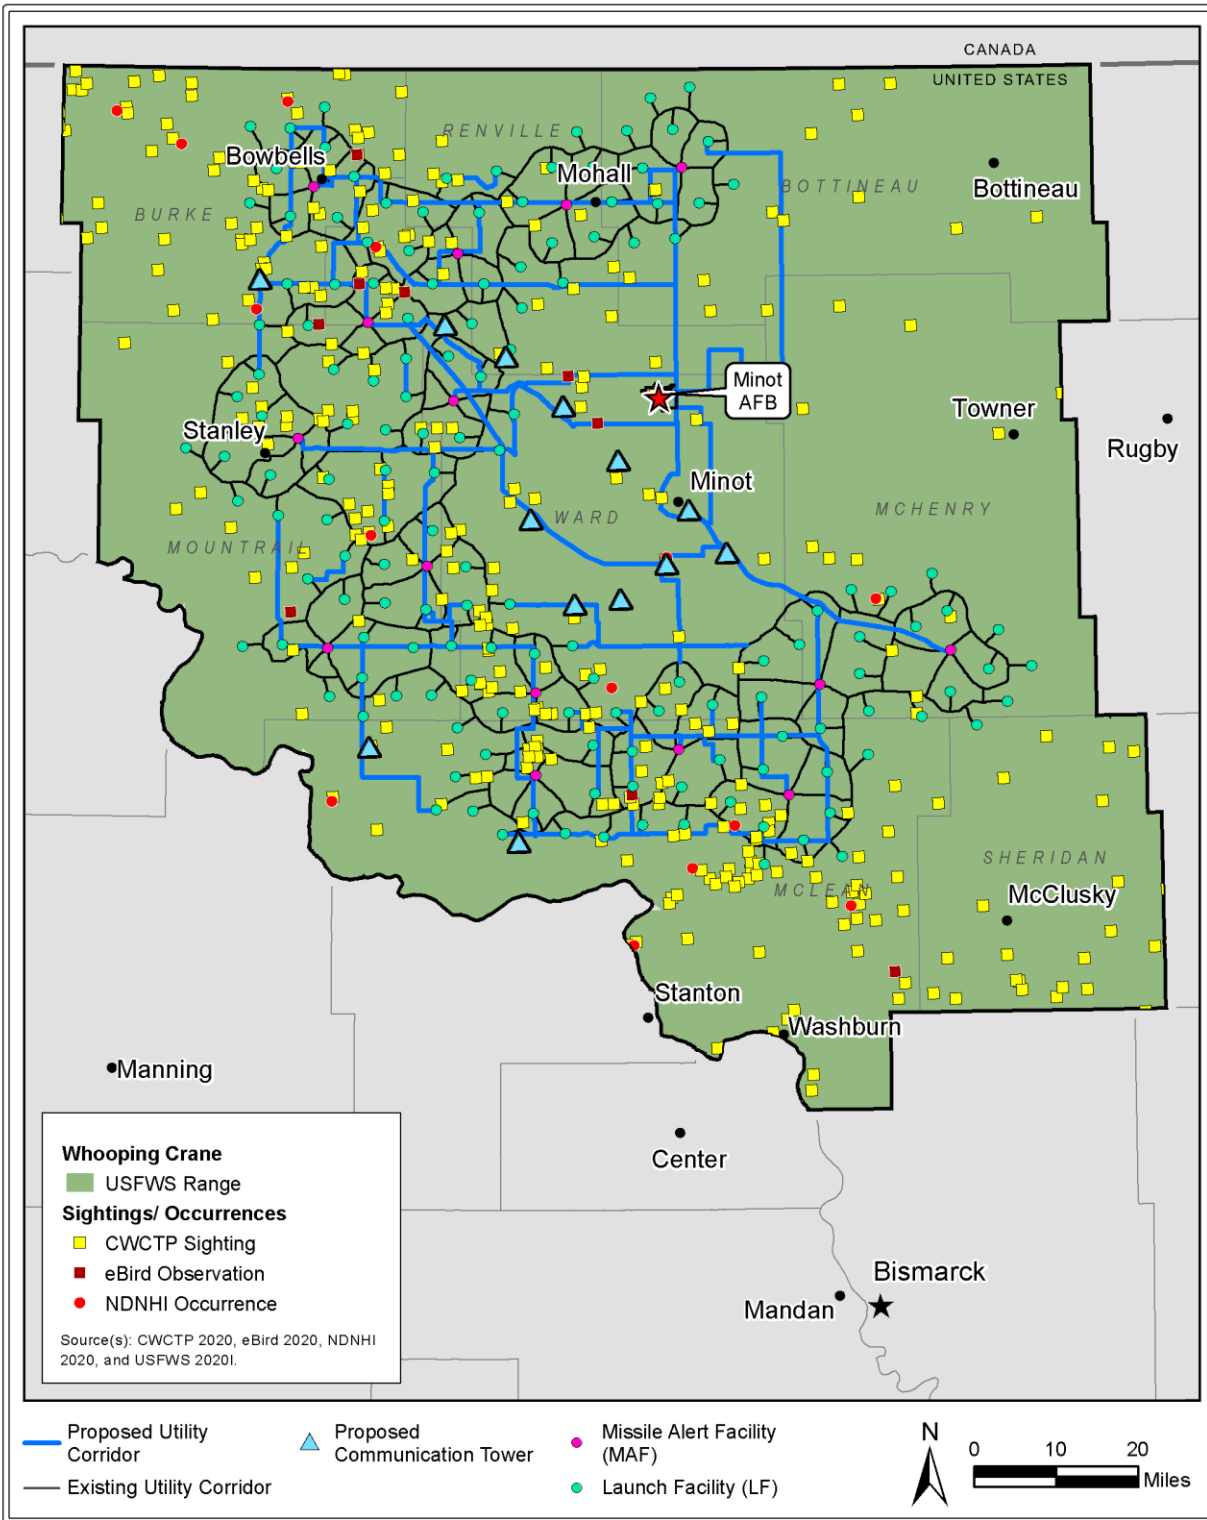 CANADA
UNITED STATES
RENVILLE
Bowbells
Mohall
BOTTINEAU
Bottineau
BURKE
Minot
AFB
Towner
Rugby
Stanley
Minot
WARD
MCHENRY
MOUNTRAIL
SHERIDAN
MCLEAN
McClusky
Stanton
Washburn
Manning
Center
Bismarck
Mandan
Whooping Crane
USFWS Range
Sightings/ Occurrences
CWCTP Sighting
eBird Observation
NDNHI Occurrence
Source(s): CWCTP 2020, eBird 2020, NDNHI
2020, and USFWS 2020l.
Proposed Utility
Corridor
Existing Utility Corridor
Proposed
Communication Tower
Missile Alert Facility
(MAF)
Launch Facility (LF)
N
0 10 20
Miles